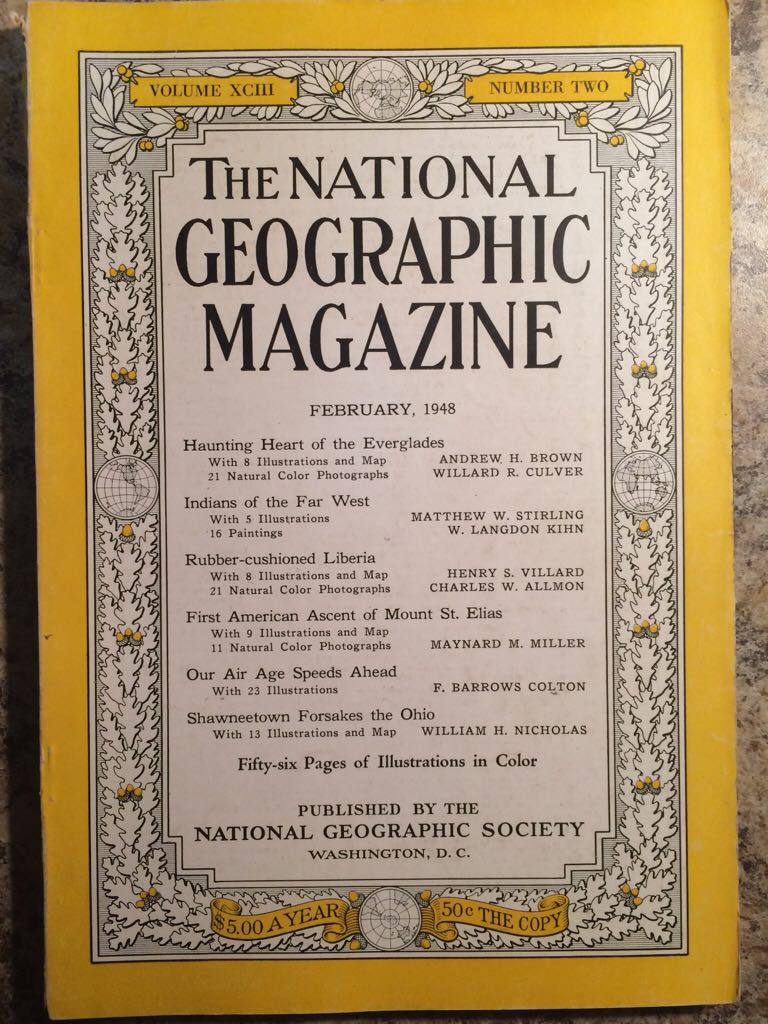 VOLUME XCIII NUMBER TWO
THE NATIONAL
GEOGRAPHIC
MAGAZINE
FEBRUARY, 1948
Haunting Heart of the Everglades
With 8 Illustrations and Map ANDREW H. BROWN
21 Natural Color Photographs WILLARD R. CULVER
Indians of the Far West
With 5 Illustrations MATTHEW W. STIRLING
16 Paintings W. LANGDON KIHN
Rubber-cushioned Liberia
With 8 Illustrations and Map HENRY S. VILLARD
21 Natural Color Photographs CHARLES W. ALLMON
First American Ascent of Mount St. Elias
With 9 Illustrations and Map
11 Natural Color Photographs MAYNARD M. MILLER
Our Air Age Speeds Ahead
With 23 Illustrations F. BARROWS COLTON
Shawneetown Forsakes the Ohio
With 13 Illustrations and Map WILLIAM H. NICHOLAS
Fifty-six Pages of Illustrations in Color
PUBLISHED BY THE
NATIONAL GEOGRAPHIC SOCIETY
WASHINGTON, D. C.
$5.00 A YEAR 50c THE COPY